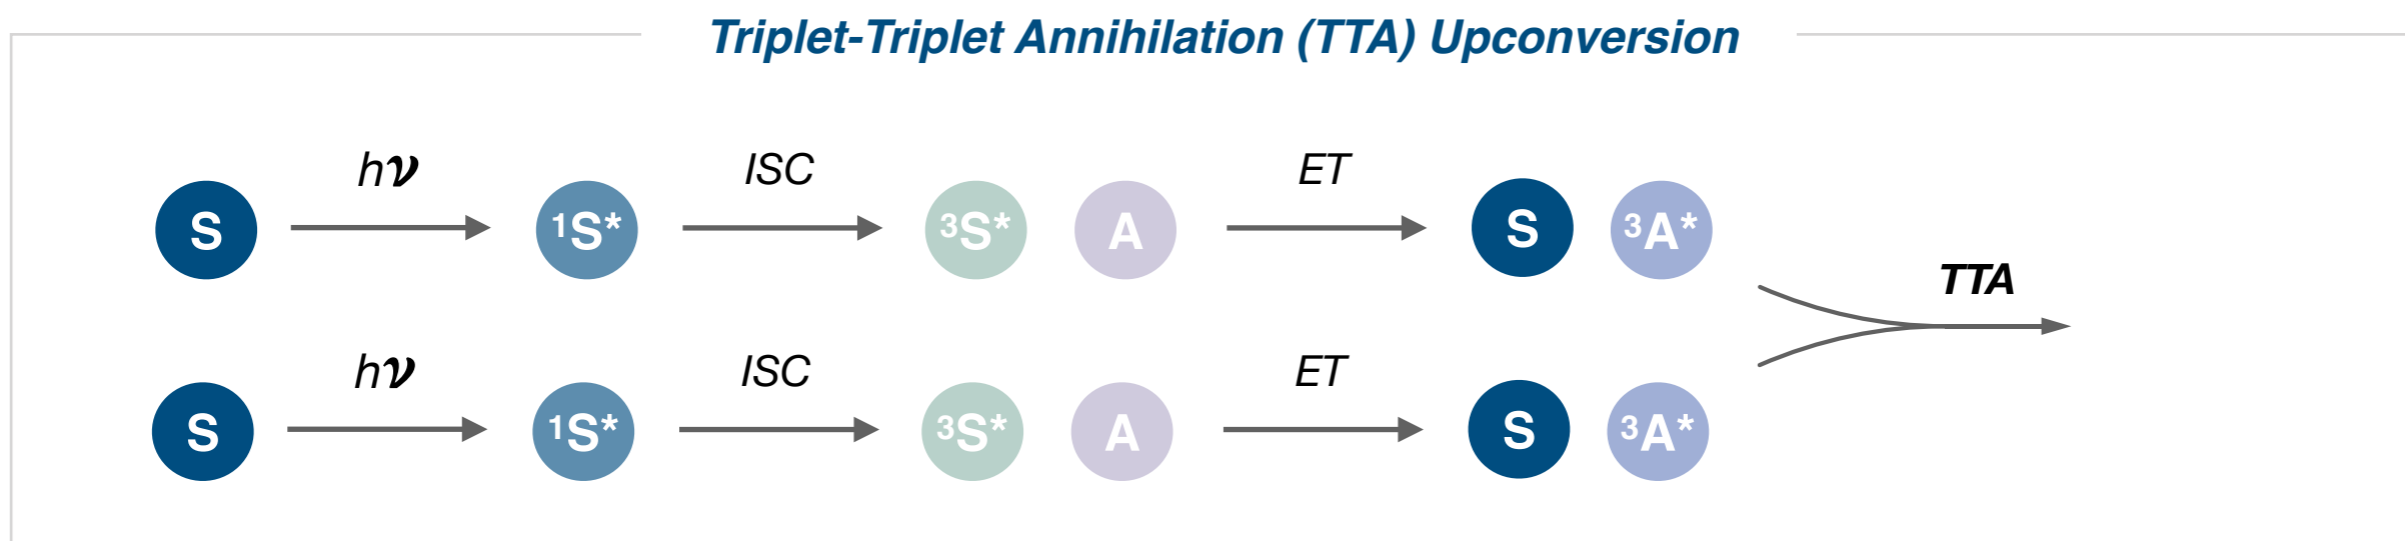 Triplet-Triplet Annihilation (TTA) Upconversion
hν ISC ET
S ¹S* ³S* A S ³A*
TTA
hν ISC ET
S ¹S* ³S* A S ³A*